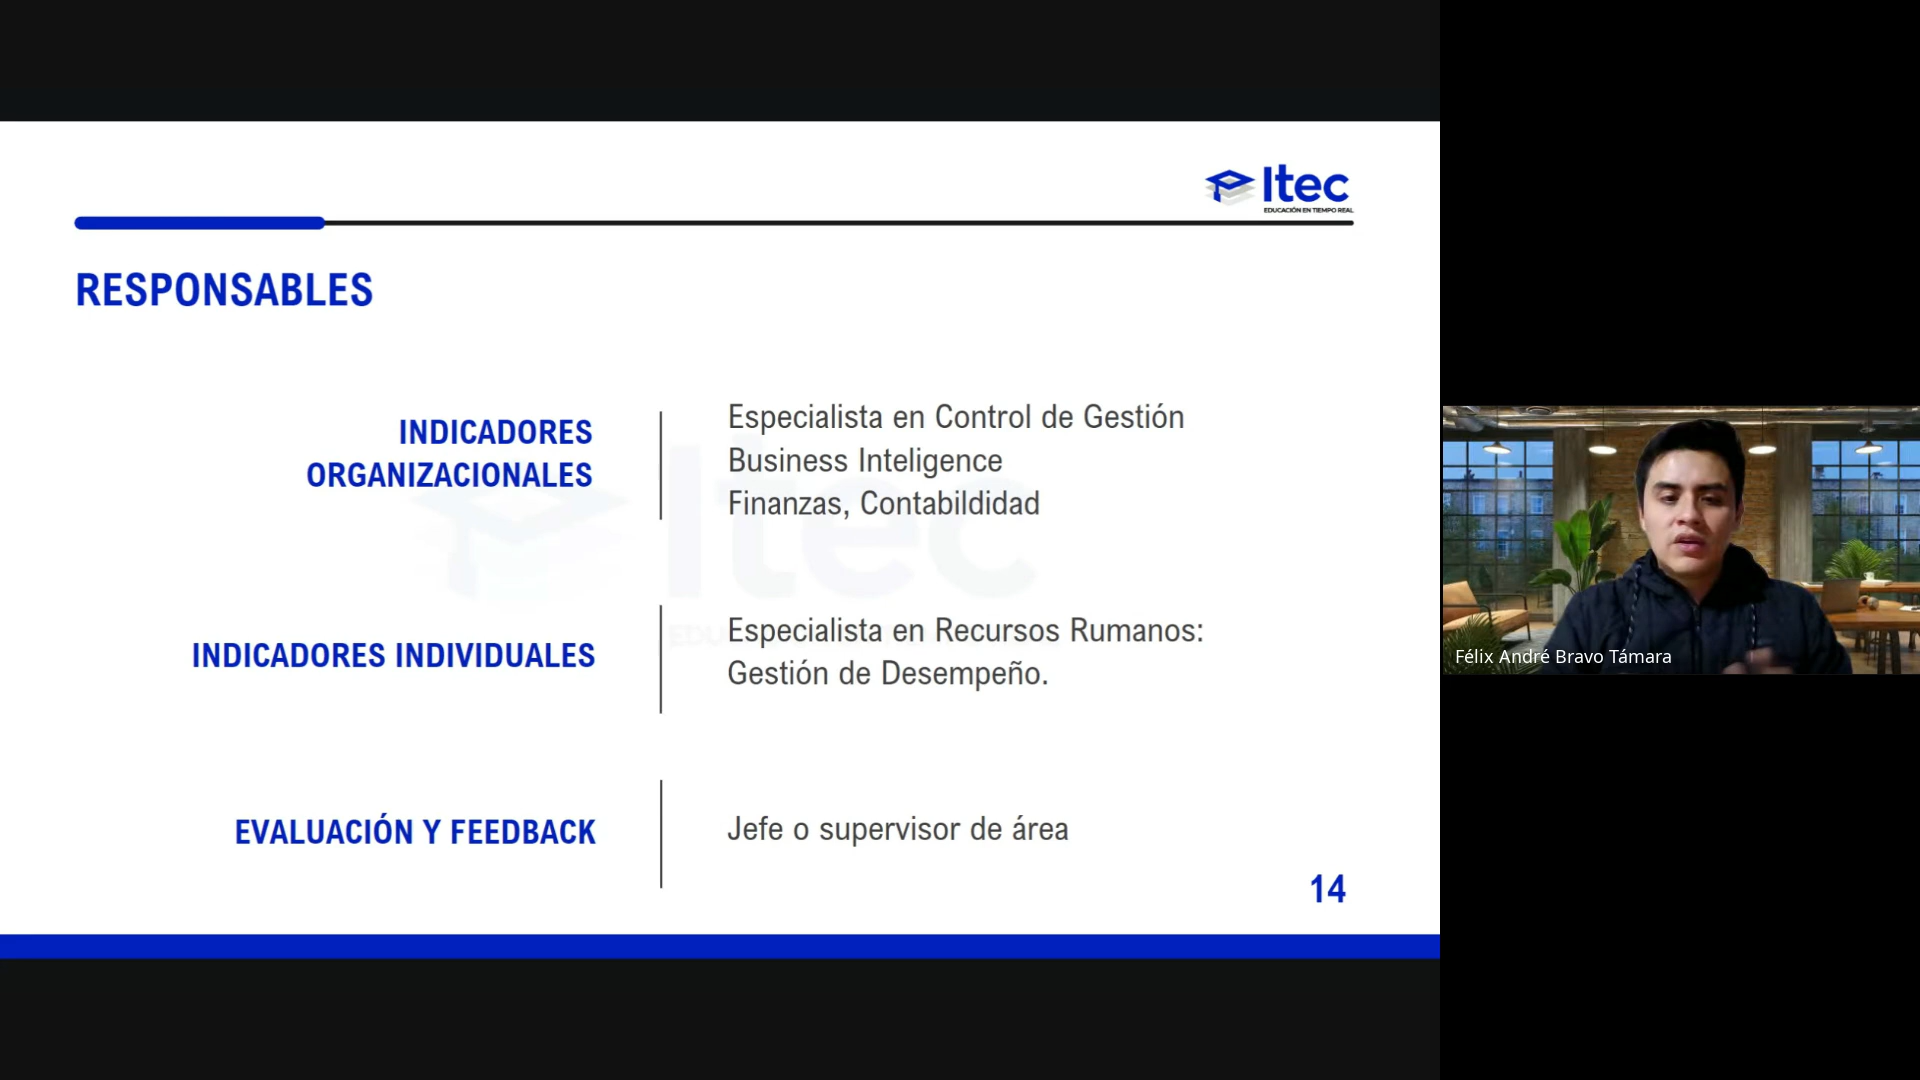 Itec
EDUCACIÓN EN TIEMPO REAL
RESPONSABLES
INDICADORES
ORGANIZACIONALES
Especialista en Control de Gestión
Business Inteligence
Finanzas, Contabildidad
INDICADORES INDIVIDUALES
Especialista en Recursos Rumanos:
Gestión de Desempeño.
EVALUACIÓN Y FEEDBACK
Jefe o supervisor de área
14
Itec
Félix André Bravo Támara